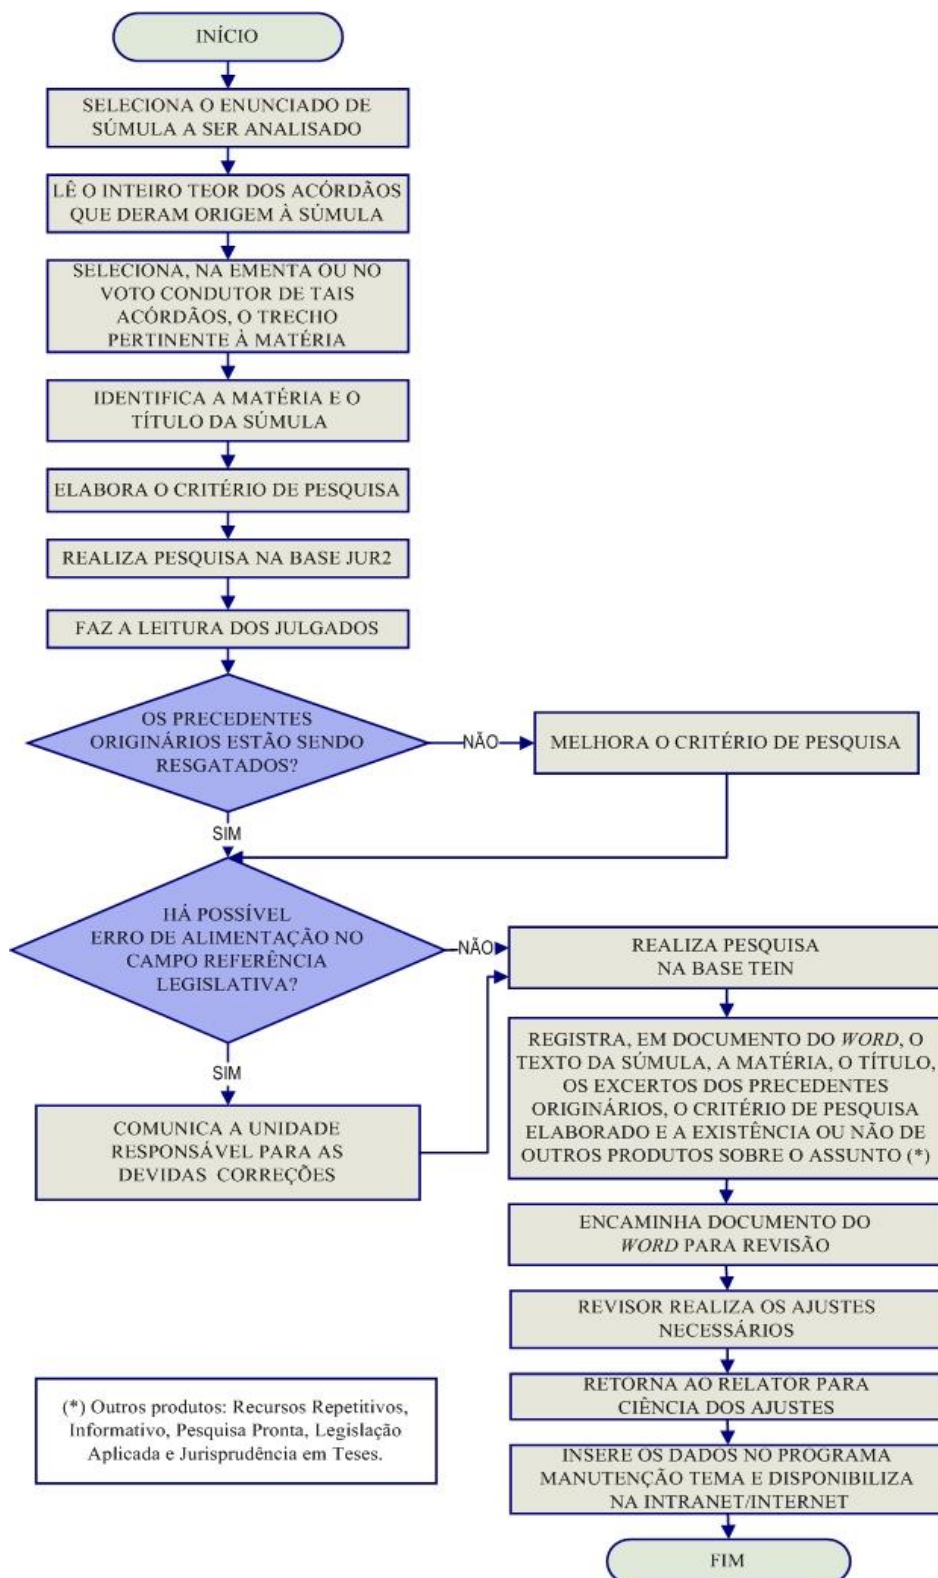 INÍCIO
SELECIONA O ENUNCIADO DE
SÚMULA A SER ANALISADO
LÊ O INTEIRO TEOR DOS ACÓRDÃOS
QUE DERAM ORIGEM À SÚMULA
SELECIONA, NA EMENTA OU NO
VOTO CONDUTOR DE TAIS
ACÓRDÃOS, O TRECHO
PERTINENTE À MATÉRIA
IDENTIFICA A MATÉRIA E O
TÍTULO DA SÚMULA
ELABORA O CRITÉRIO DE PESQUISA
REALIZA PESQUISA NA BASE JUR2
FAZ A LEITURA DOS JULGADOS
OS PRECEDENTES
ORIGINÁRIOS ESTÃO SENDO
RESGATADOS?
NÃO
MELHORA O CRITÉRIO DE PESQUISA
SIM
HÁ POSSÍVEL
ERRO DE ALIMENTAÇÃO NO
CAMPO REFERÊNCIA
LEGISLATIVA?
NÃO
REALIZA PESQUISA
NA BASE TEIN
SIM
COMUNICA A UNIDADE
RESPONSÁVEL PARA AS
DEVIDAS CORREÇÕES
REGISTRA, EM DOCUMENTO DO WORD, O
TEXTO DA SÚMULA, A MATÉRIA, O TÍTULO,
OS EXCERTOS DOS PRECEDENTES
ORIGINÁRIOS, O CRITÉRIO DE PESQUISA
ELABORADO E A EXISTÊNCIA OU NÃO DE
OUTROS PRODUTOS SOBRE O ASSUNTO (*)
ENCAMINHA DOCUMENTO DO
WORD PARA REVISÃO
REVISOR REALIZA OS AJUSTES
NECESSÁRIOS
RETORNA AO RELATOR PARA
CIÊNCIA DOS AJUSTES
INSERE OS DADOS NO PROGRAMA
MANUTENÇÃO TEMA E DISPONIBILIZA
NA INTRANET/INTERNET
FIM
(*) Outros produtos: Recursos Repetitivos,
Informativo, Pesquisa Pronta, Legislação
Aplicada e Jurisprudência em Teses.